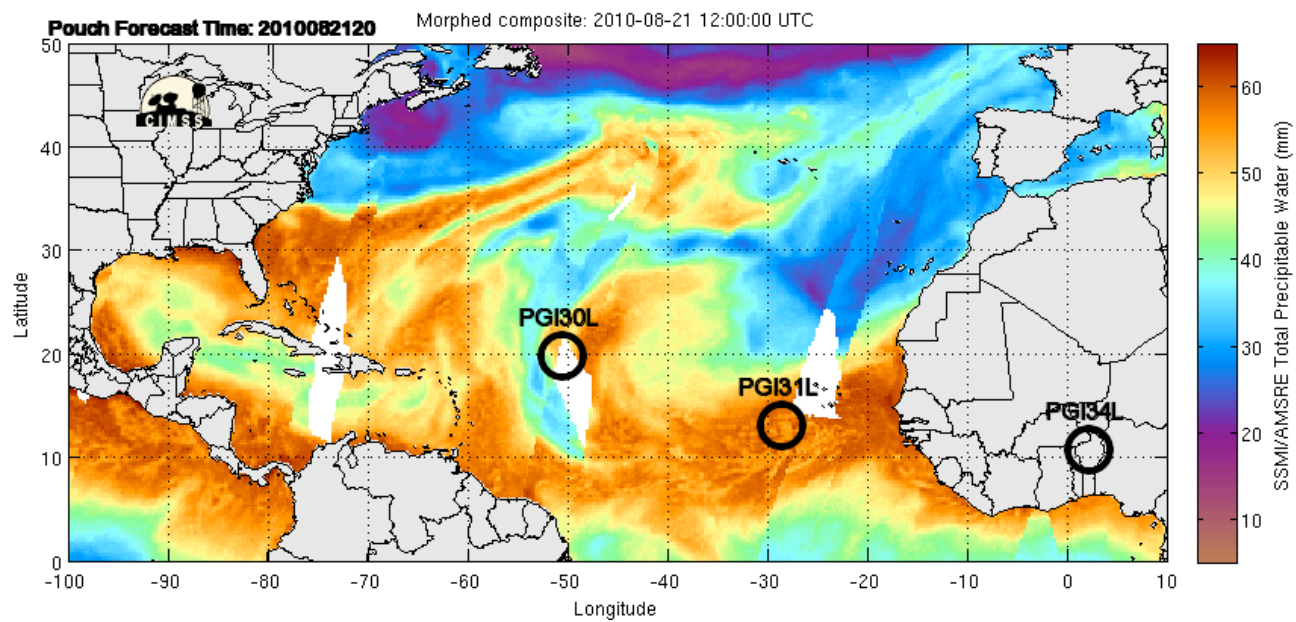 Morphed composite: 2010-08-21 12:00:00 UTC
Pouch Forecast Time: 2010082120
CIMSS
PGI30L
PGI31L
PGI34L
50
40
30
20
10
0
Latitude
-100
-90
-80
-70
-60
-50
-40
-30
-20
-10
0
10
Longitude
60
50
40
30
20
10
SSMI/AMSRE Total Precipitable Water (mm)